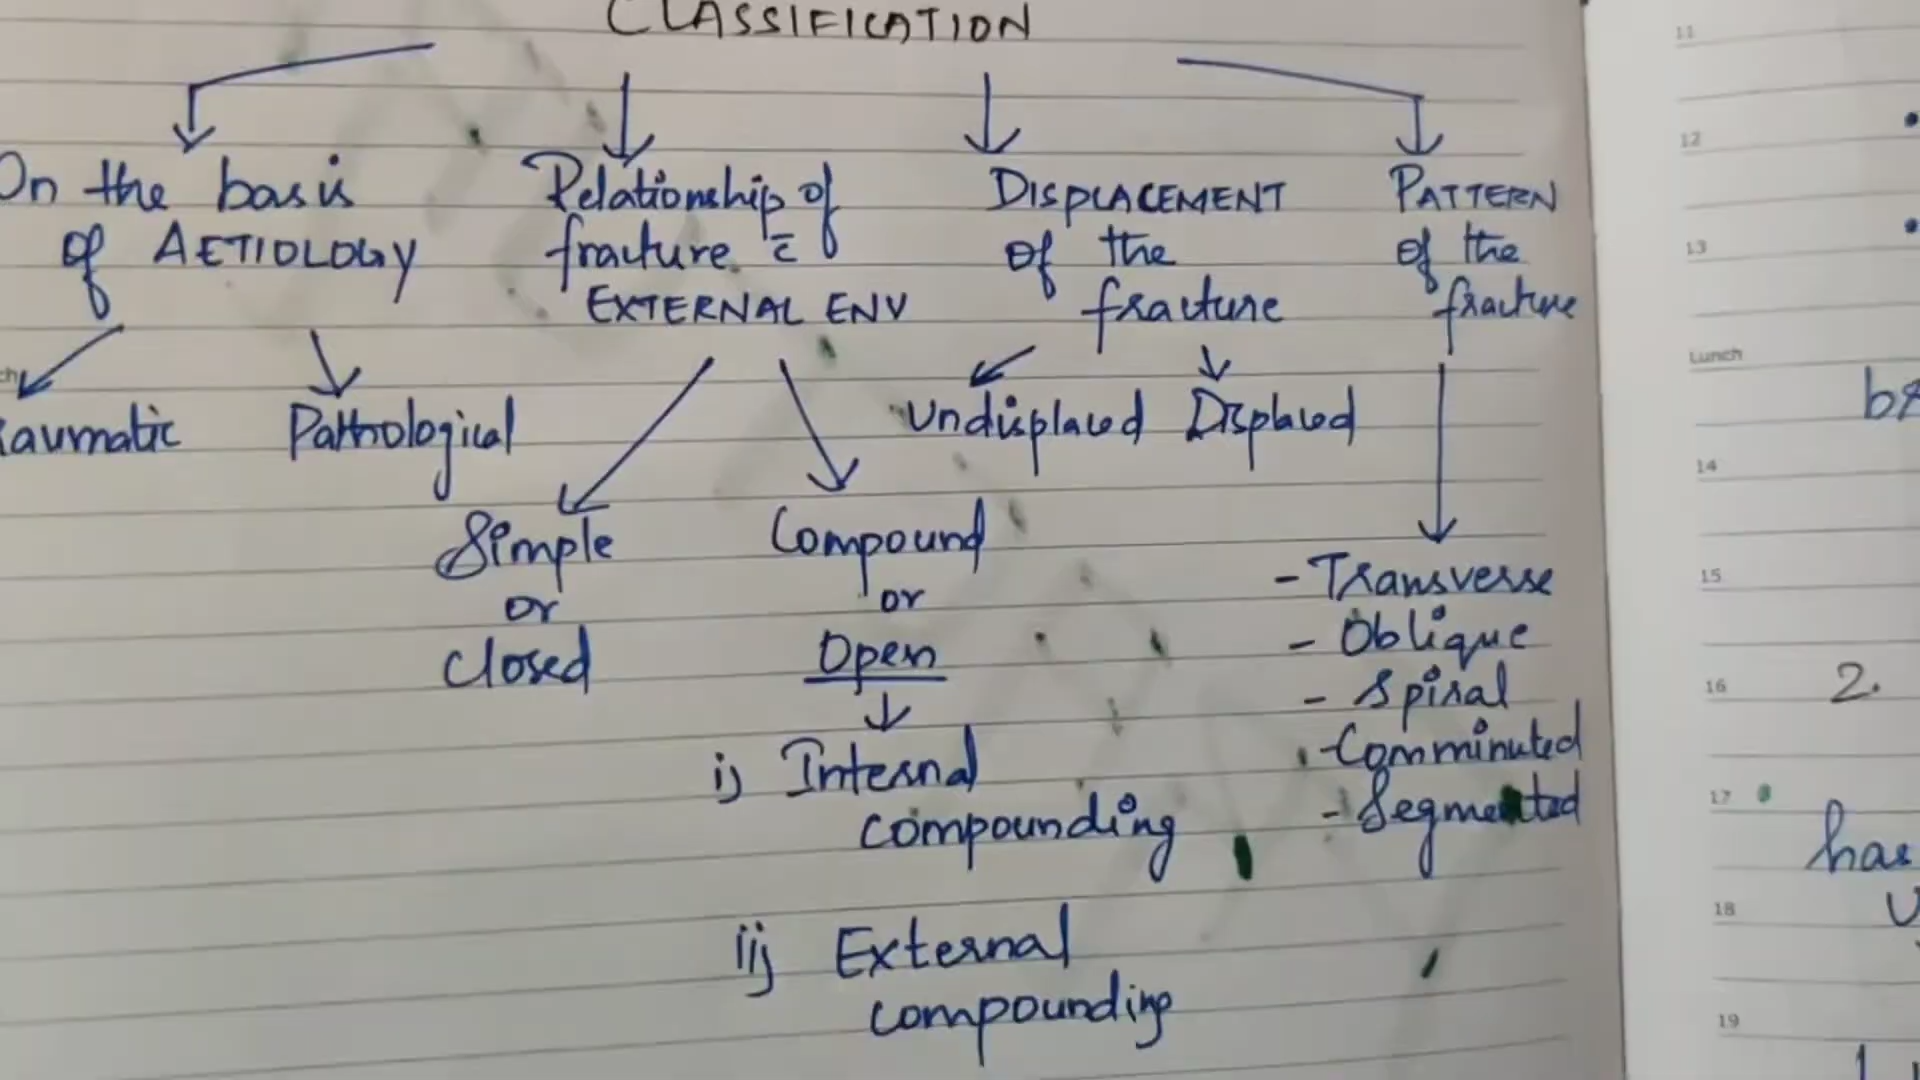 CLASSIFICATION
On the basis
of AETIOLOGY
Relationship of
fracture c̄
EXTERNAL ENV
DISPLACEMENT
of the
fracture
PATTERN
of the
fracture
raumatic
Pathological
Simple
or
Closed
Compound
or
Open
i) Internal
compounding
ii) External
compounding
Undisplaced
Displaced
- Transverse
- Oblique
- Spiral
- Comminuted
- Segmented
11
12
13
Lunch
14
15
16
2.
17
has
18
19